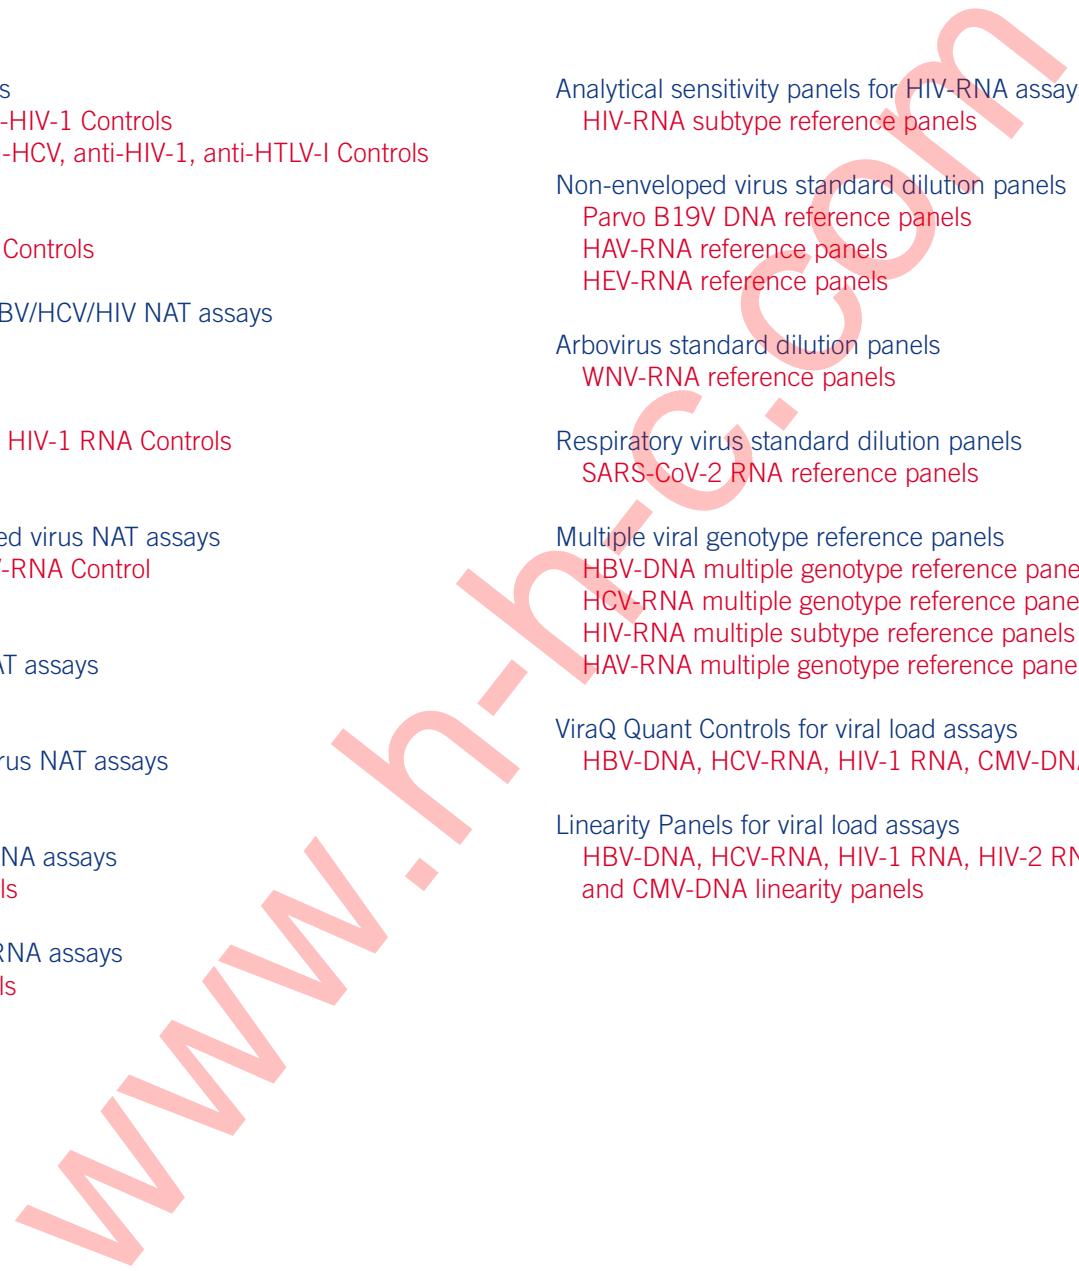 s
-HIV-1 Controls
-HCV, anti-HIV-1, anti-HTLV-I Controls
Controls
BV/HCV/HIV NAT assays
HIV-1 RNA Controls
ed virus NAT assays
-RNA Control
AT assays
rus NAT assays
NA assays
ls
RNA assays
ls
Analytical sensitivity panels for HIV-RNA assay
HIV-RNA subtype reference panels
Non-enveloped virus standard dilution panels
Parvo B19V DNA reference panels
HAV-RNA reference panels
HEV-RNA reference panels
Arbovirus standard dilution panels
WNV-RNA reference panels
Respiratory virus standard dilution panels
SARS-CoV-2 RNA reference panels
Multiple viral genotype reference panels
HBV-DNA multiple genotype reference pane
HCV-RNA multiple genotype reference pane
HIV-RNA multiple subtype reference panels
HAV-RNA multiple genotype reference pane
ViraQ Quant Controls for viral load assays
HBV-DNA, HCV-RNA, HIV-1 RNA, CMV-DNA
Linearity Panels for viral load assays
HBV-DNA, HCV-RNA, HIV-1 RNA, HIV-2 RN
and CMV-DNA linearity panels
www.h-h-c.com